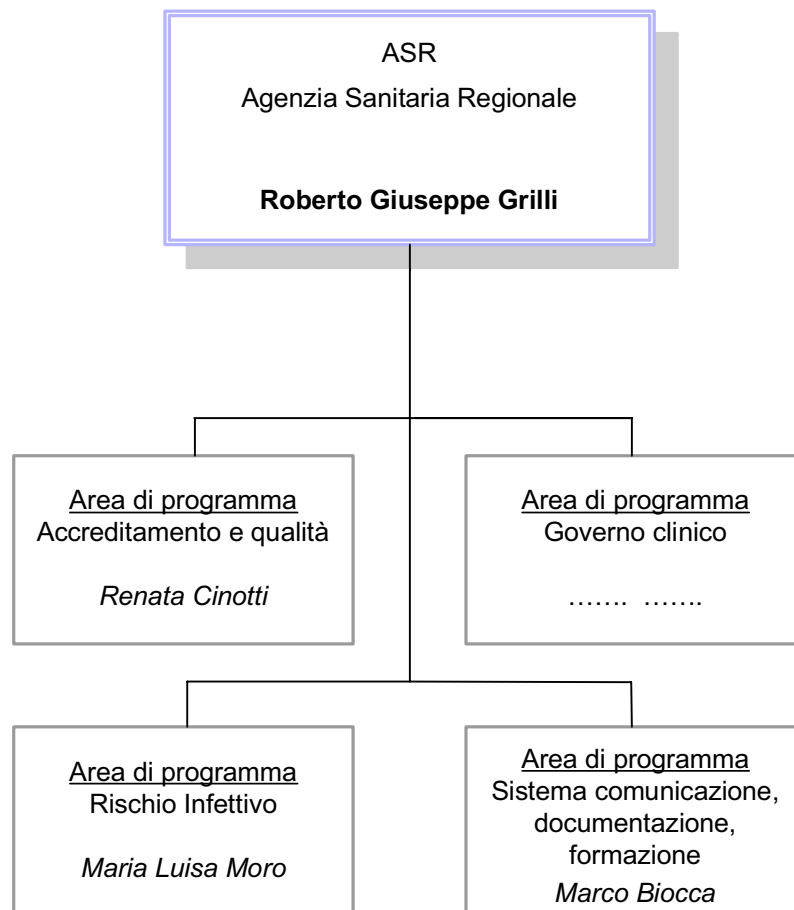 ASR
Agenzia Sanitaria Regionale
Roberto Giuseppe Grilli
Area di programma
Accreditamento e qualità
Renata Cinotti
Area di programma
Governo clinico
……. …….
Area di programma
Rischio Infettivo
Maria Luisa Moro
Area di programma
Sistema comunicazione,
documentazione,
formazione
Marco Biocca